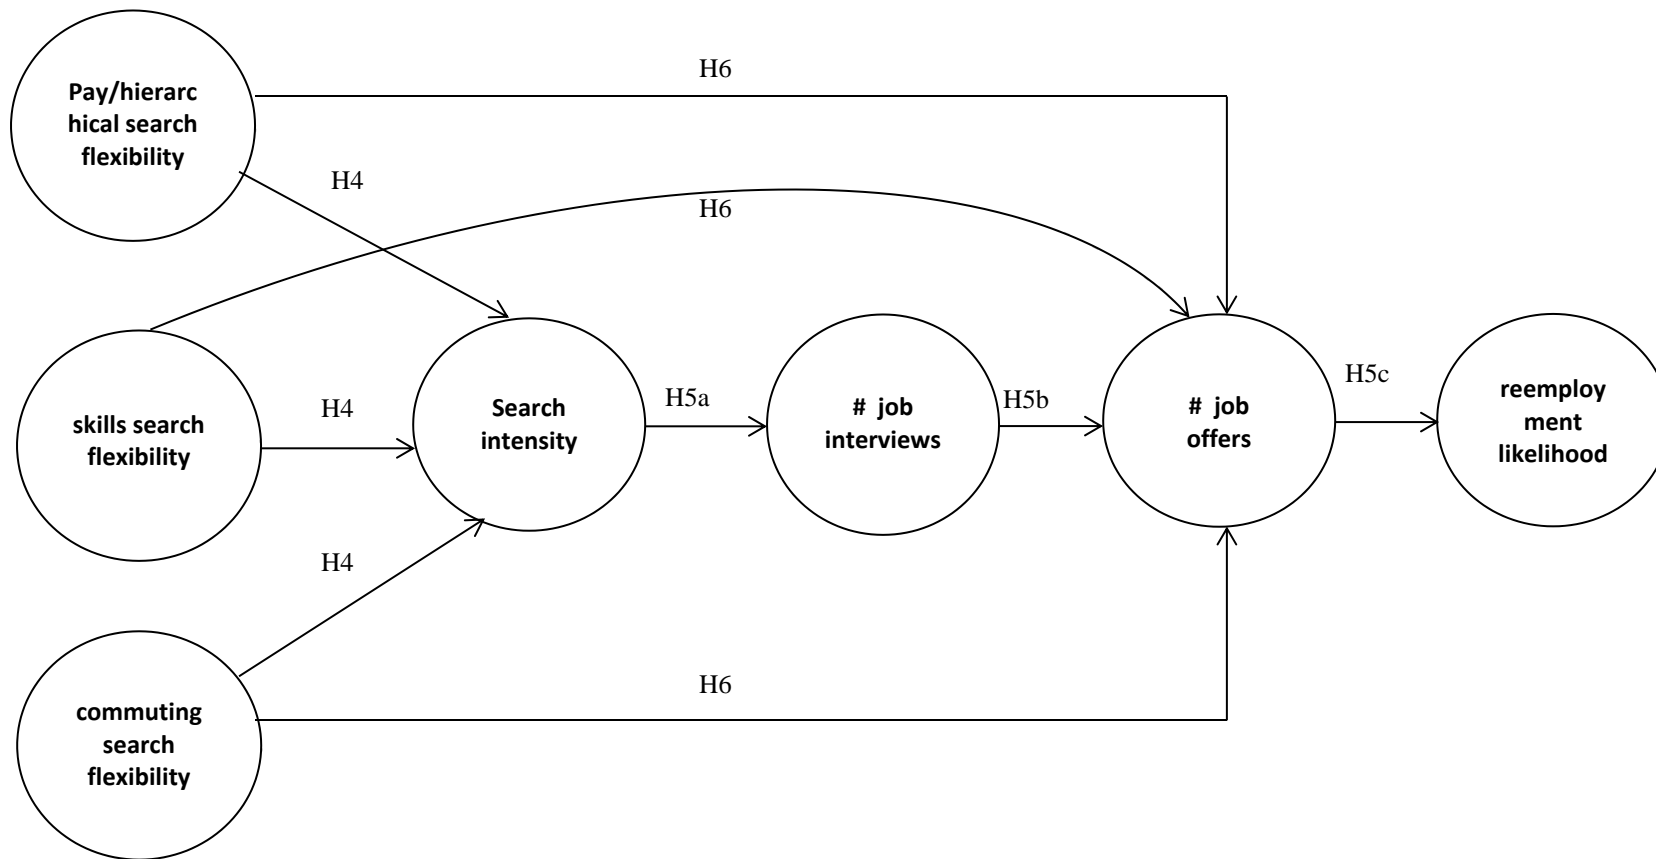 H6
Pay/hierarc
hical search
flexibility
H4
H6
skills search
flexibility
H4
Search
intensity
H5a
# job
interviews
H5b
# job
offers
H5c
reemploy
ment
likelihood
H4
commuting
search
flexibility
H6